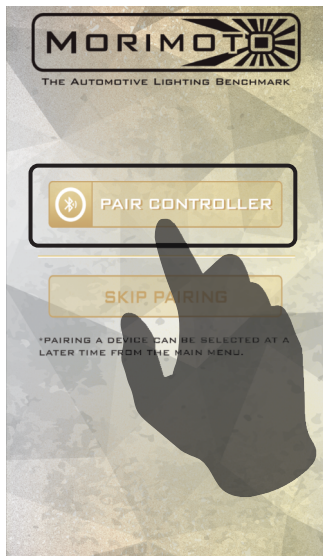 MORIMOTO
THE AUTOMOTIVE LIGHTING BENCHMARK
PAIR CONTROLLER
SKIP PAIRING
*PAIRING A DEVICE CAN BE SELECTED AT A
LATER TIME FROM THE MAIN MENU.